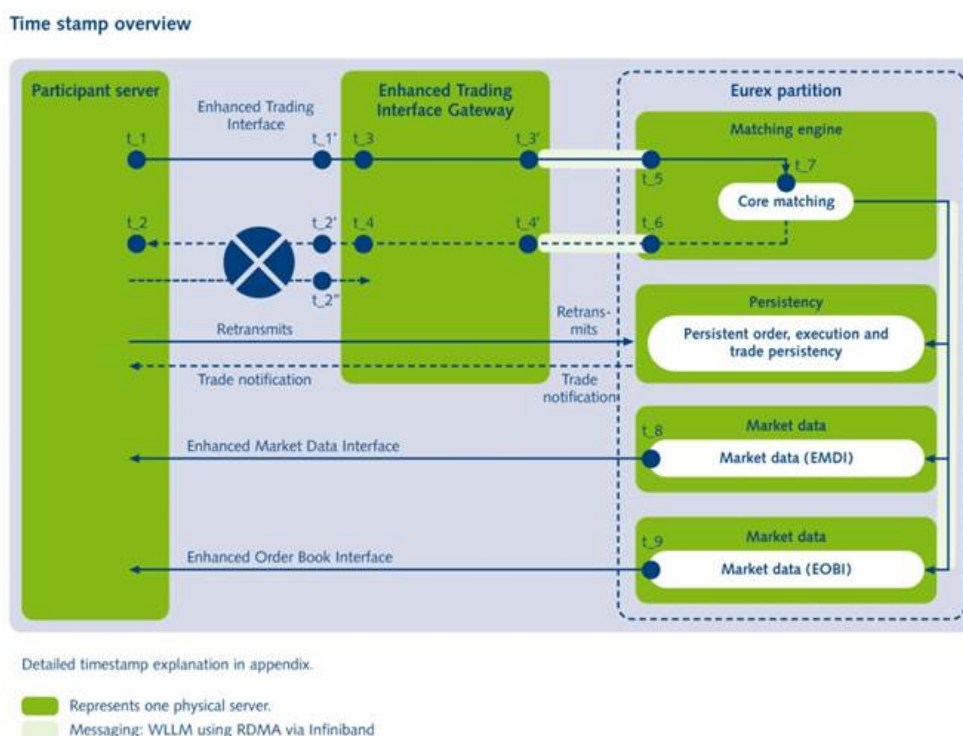 Time stamp overview
Participant server
Enhanced Trading
Interface
Enhanced Trading
Interface Gateway
Eurex partition
Matching engine
t_1
t_1'
t_3
t_3'
t_5
t_7
Core matching
t_2
t_2'
t_4
t_4'
t_6
t_2"
Retransmits
Retrans-
mits
Persistency
Persistent order, execution and
trade persistency
Trade notification
Trade
notification
Market data
t_8
Enhanced Market Data Interface
Market data (EMDI)
Market data
t_9
Enhanced Order Book Interface
Market data (EOBI)
Detailed timestamp explanation in appendix.
Represents one physical server.
Messaging: WLLM using RDMA via Infiniband